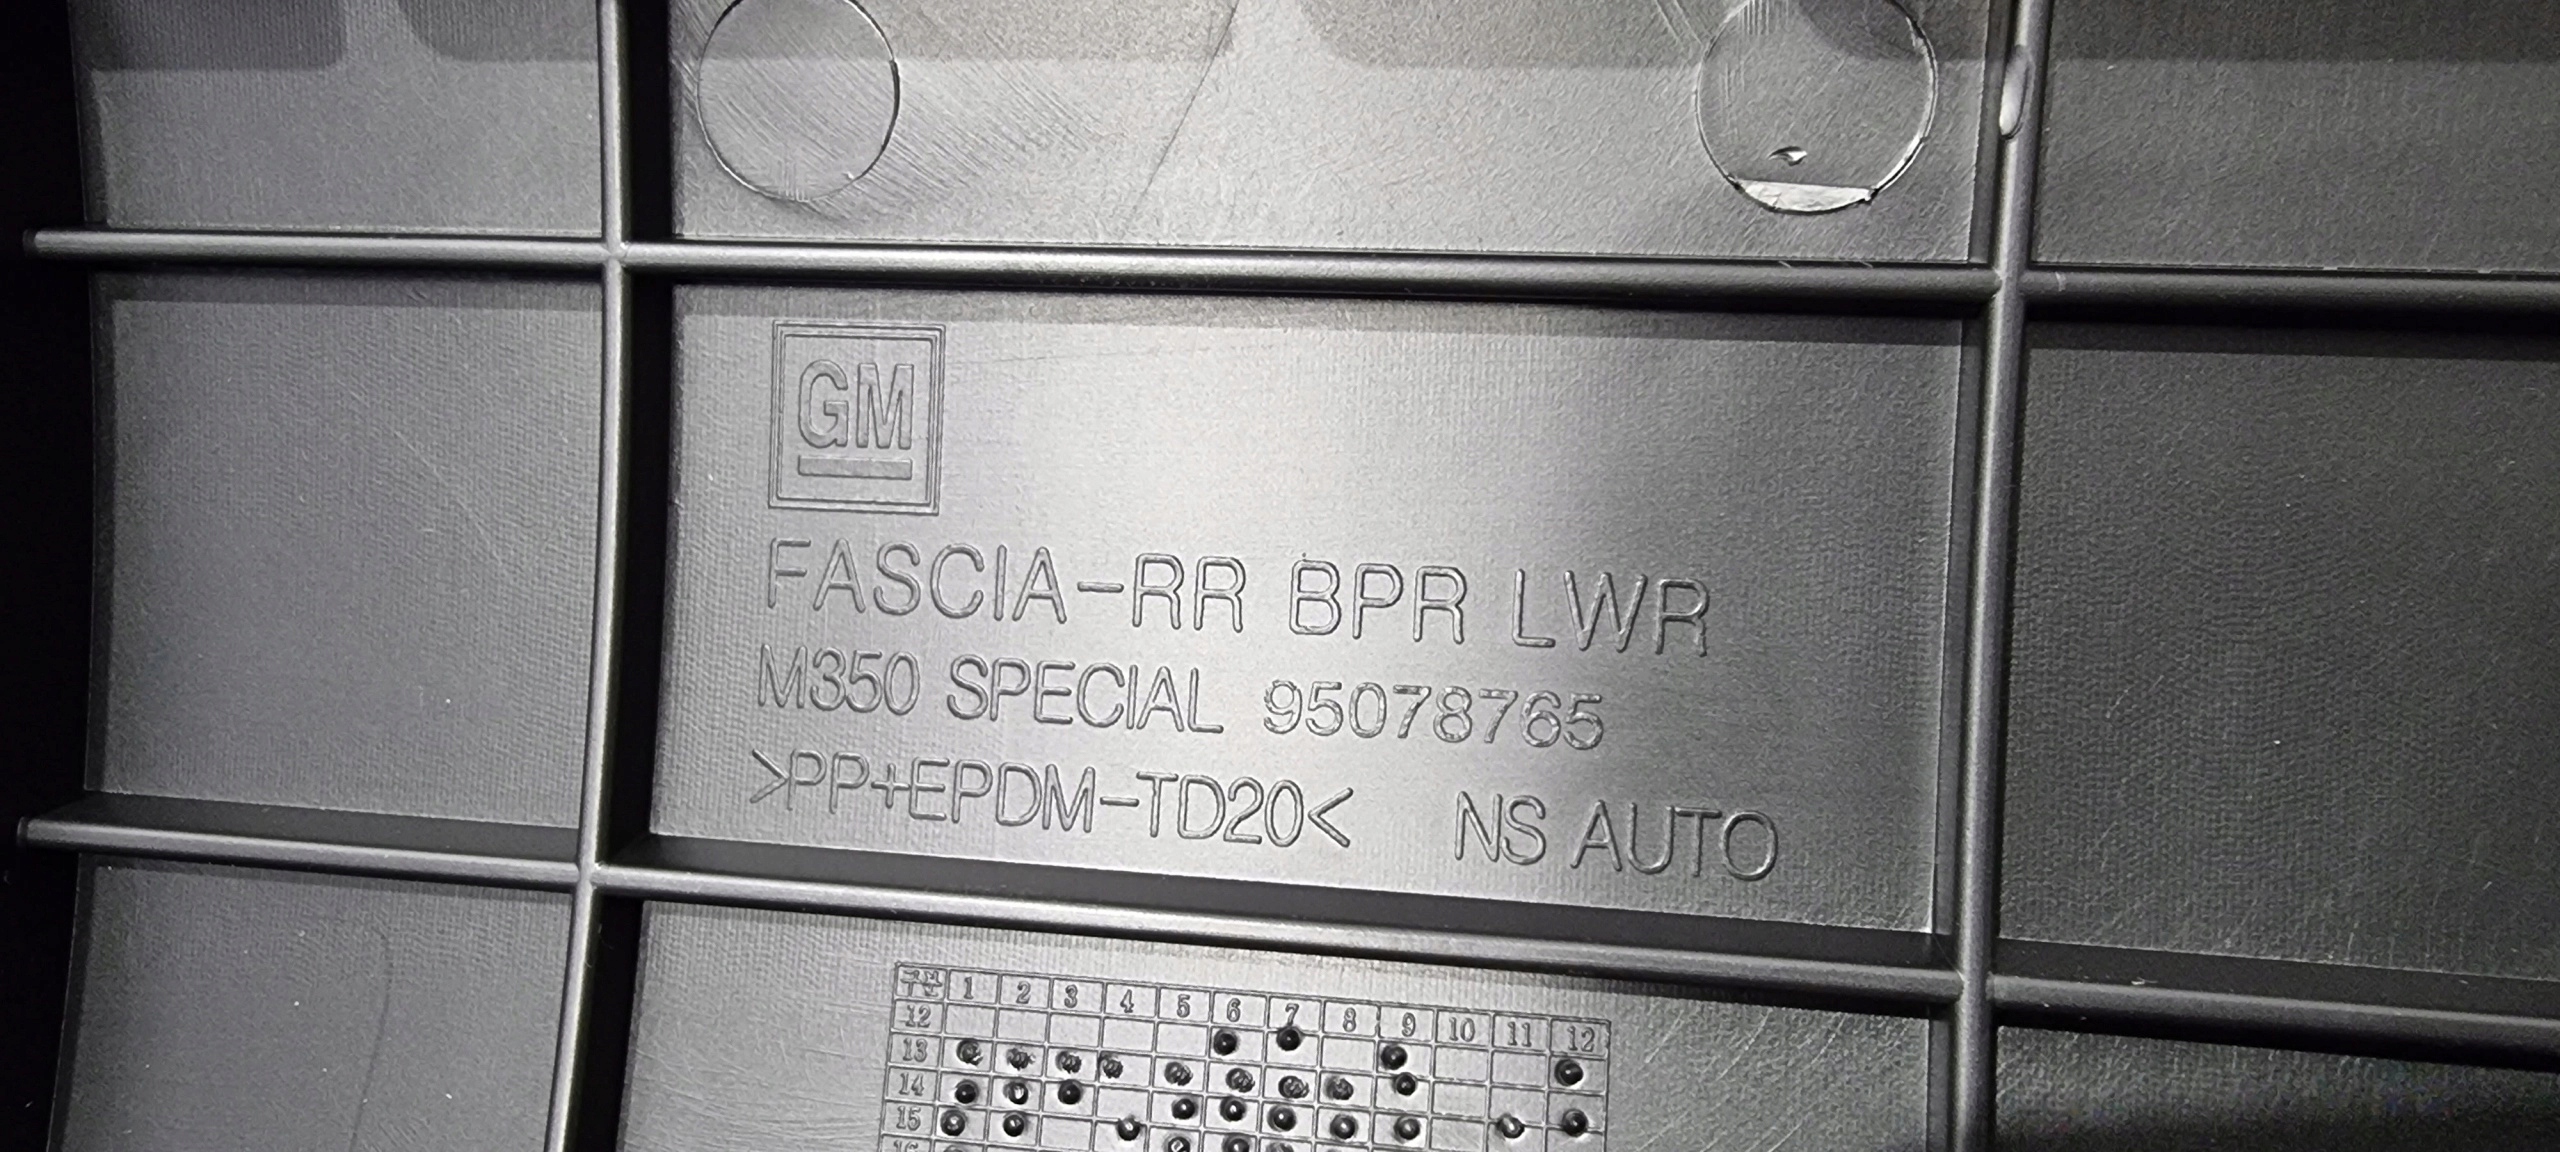 GM
FASCIA-RR BPR LWR
M350 SPECIAL 95078765
>PP+EPDM-TD20< NS AUTO
1 2 3 4 5 6 7 8 9 10 11 12
12
13
14
15